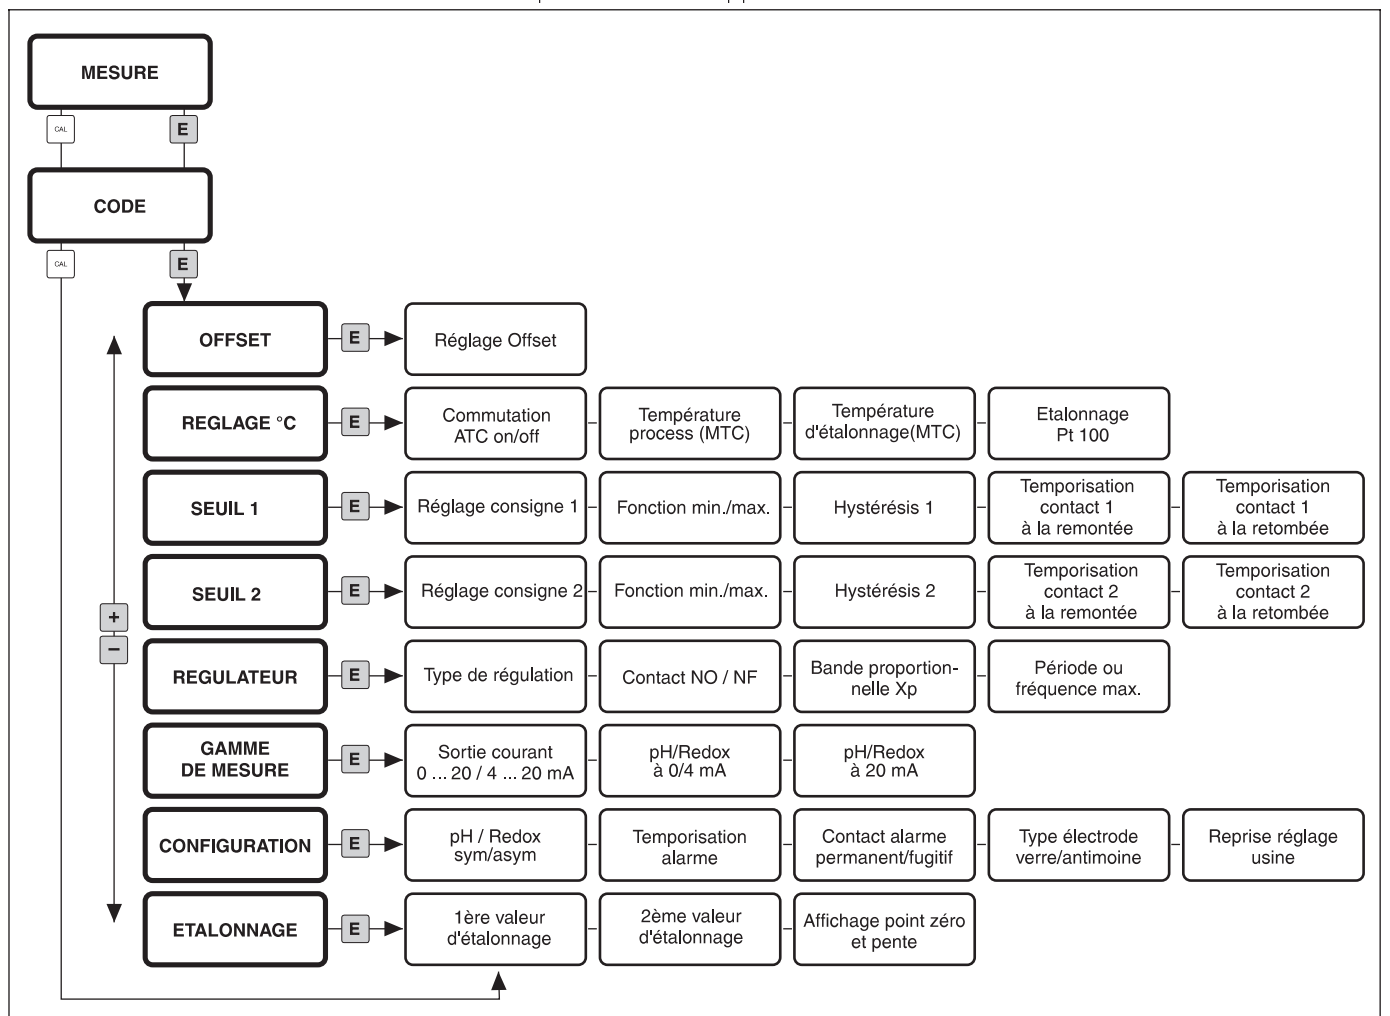 MESURE
CAL
E
CODE
CAL
E
OFFSET
E
Réglage Offset
REGLAGE °C
E
Commutation
ATC on/off
Température
process (MTC)
Température
d'étalonnage(MTC)
Etalonnage
Pt 100
SEUIL 1
E
Réglage consigne 1
Fonction min./max.
Hystérésis 1
Temporisation
contact 1
à la remontée
Temporisation
contact 1
à la retombée
SEUIL 2
E
Réglage consigne 2
Fonction min./max.
Hystérésis 2
Temporisation
contact 2
à la remontée
Temporisation
contact 2
à la retombée
+
−
REGULATEUR
E
Type de régulation
Contact NO / NF
Bande proportion-
nelle Xp
Période ou
fréquence max.
GAMME
DE MESURE
E
Sortie courant
0 ... 20 / 4 ... 20 mA
pH/Redox
à 0/4 mA
pH/Redox
à 20 mA
CONFIGURATION
E
pH / Redox
sym/asym
Temporisation
alarme
Contact alarme
permanent/fugitif
Type électrode
verre/antimoine
Reprise réglage
usine
ETALONNAGE
E
1ère valeur
d'étalonnage
2ème valeur
d'étalonnage
Affichage point zéro
et pente